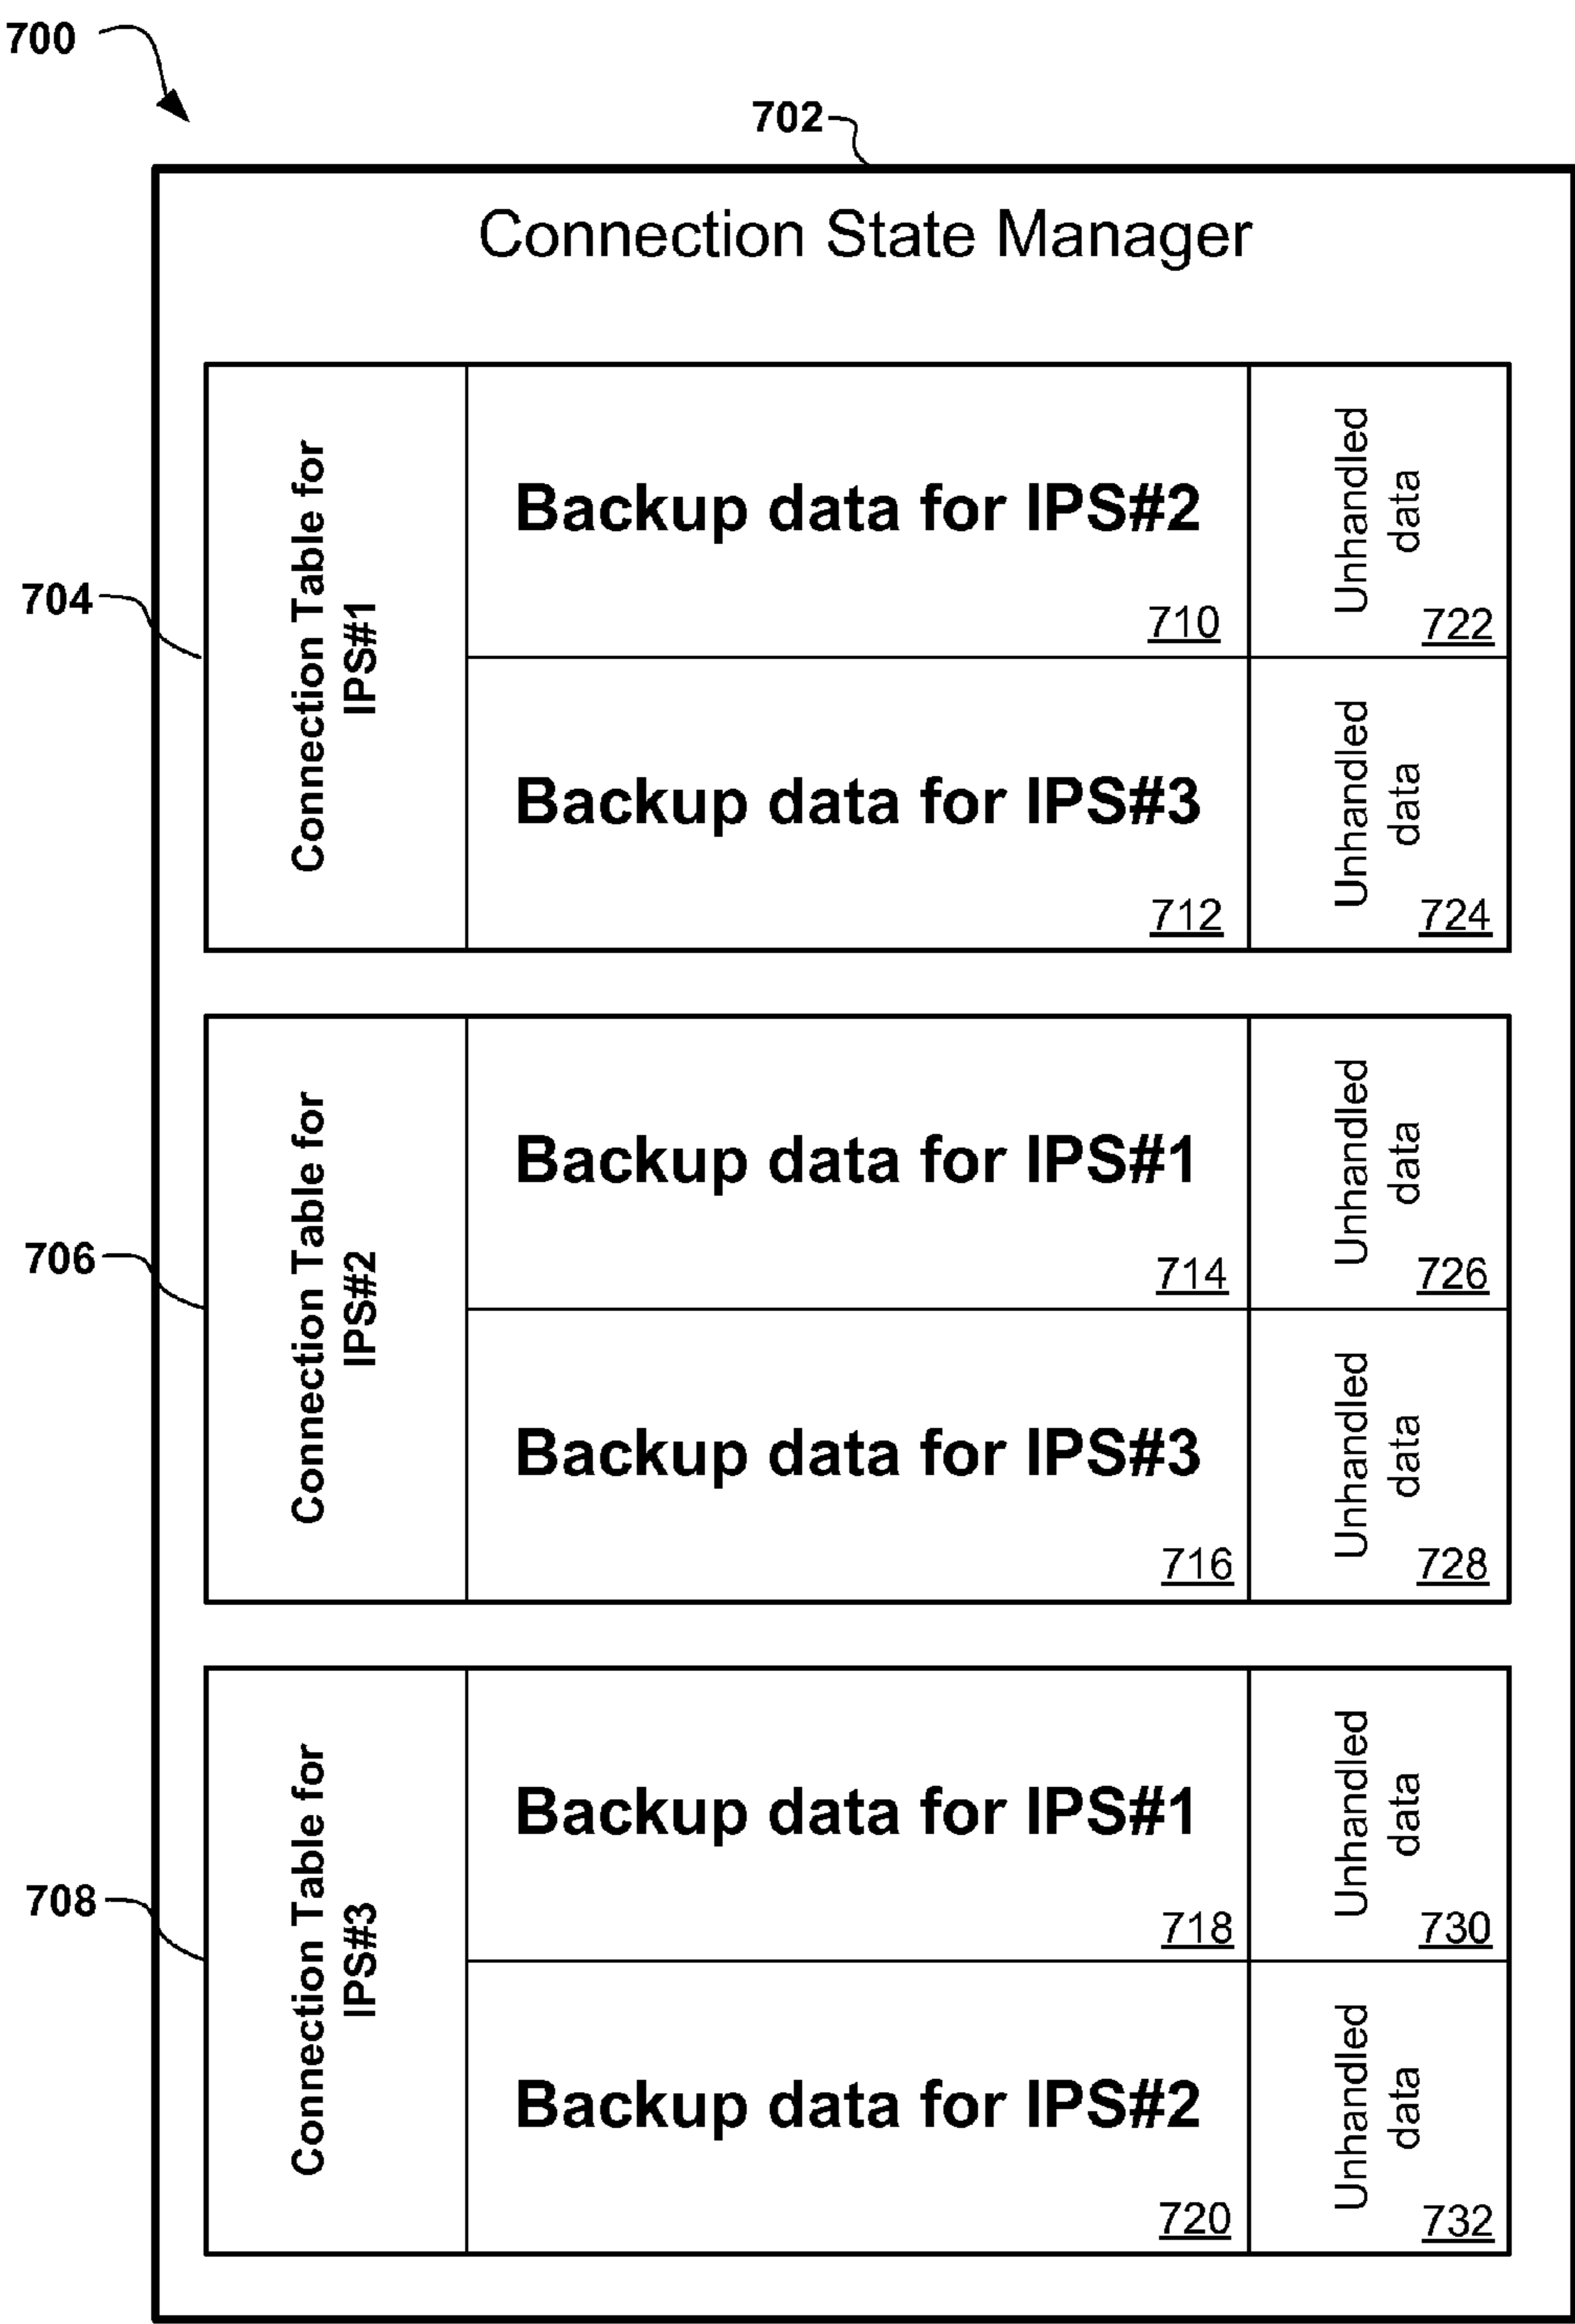 700
702
Connection State Manager
704
Connection Table for
IPS#1
Backup data for IPS#2
710
Unhandled
data
722
Backup data for IPS#3
712
Unhandled
data
724
706
Connection Table for
IPS#2
Backup data for IPS#1
714
Unhandled
data
726
Backup data for IPS#3
716
Unhandled
data
728
708
Connection Table for
IPS#3
Backup data for IPS#1
718
Unhandled
data
730
Backup data for IPS#2
720
Unhandled
data
732